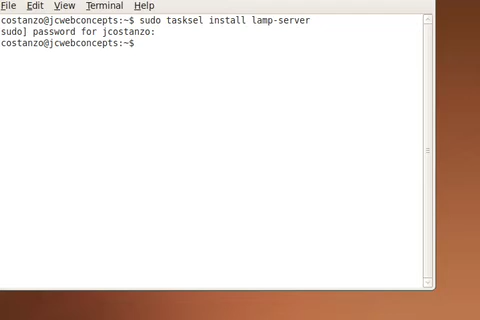 File Edit View Terminal Help
costanzo@jcwebconcepts:~$ sudo tasksel install lamp-server
sudo] password for jcostanzo:
costanzo@jcwebconcepts:~$